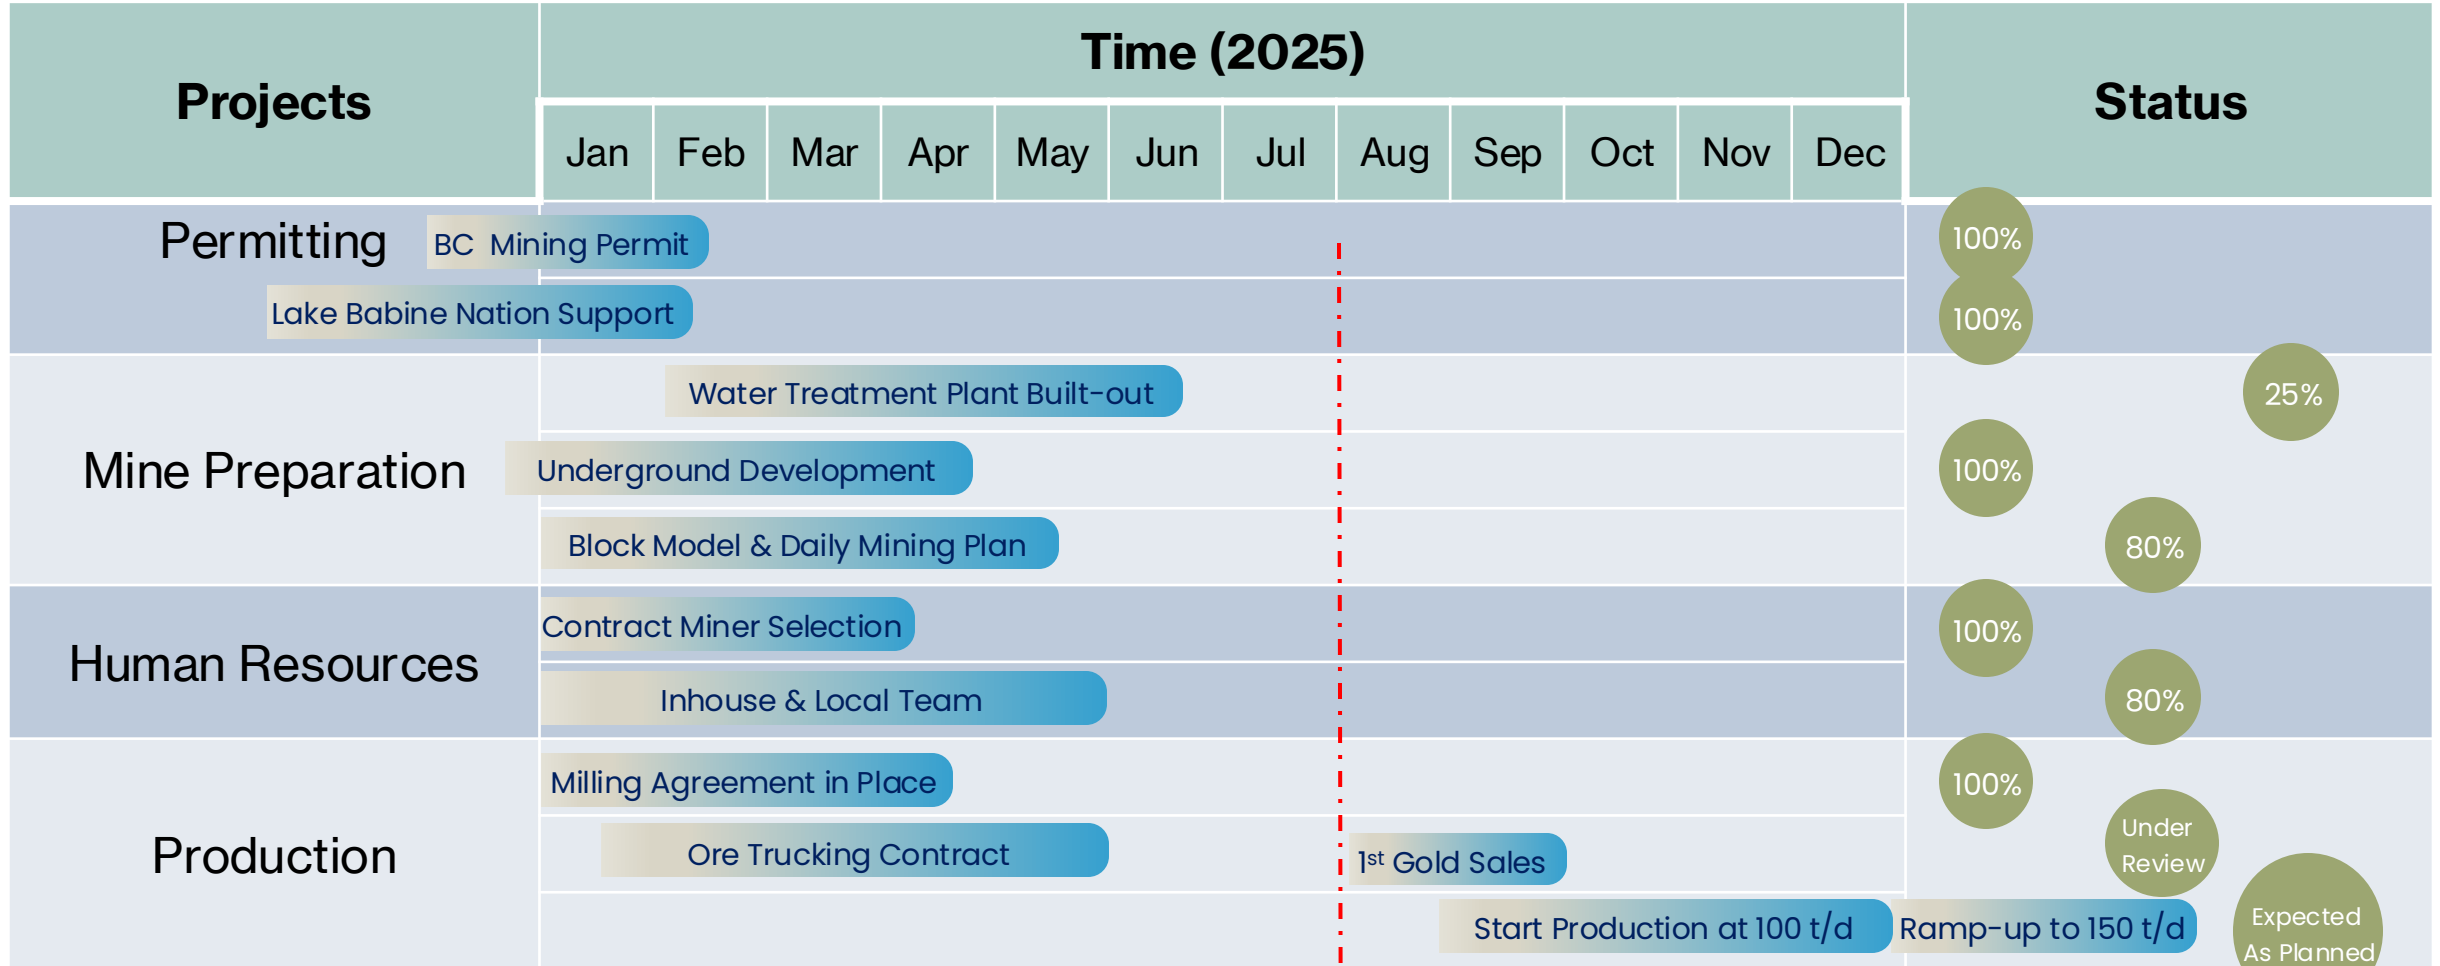 Projects
Time (2025)
Status
Jan Feb Mar Apr May Jun Jul Aug Sep Oct Nov Dec
Permitting
BC Mining Permit
100%
Lake Babine Nation Support
100%
Mine Preparation
Water Treatment Plant Built-out
25%
Underground Development
100%
Block Model & Daily Mining Plan
80%
Human Resources
Contract Miner Selection
100%
Inhouse & Local Team
80%
Production
Milling Agreement in Place
100%
Ore Trucking Contract
1st Gold Sales
Under
Review
Start Production at 100 t/d
Ramp-up to 150 t/d
Expected
As Planned